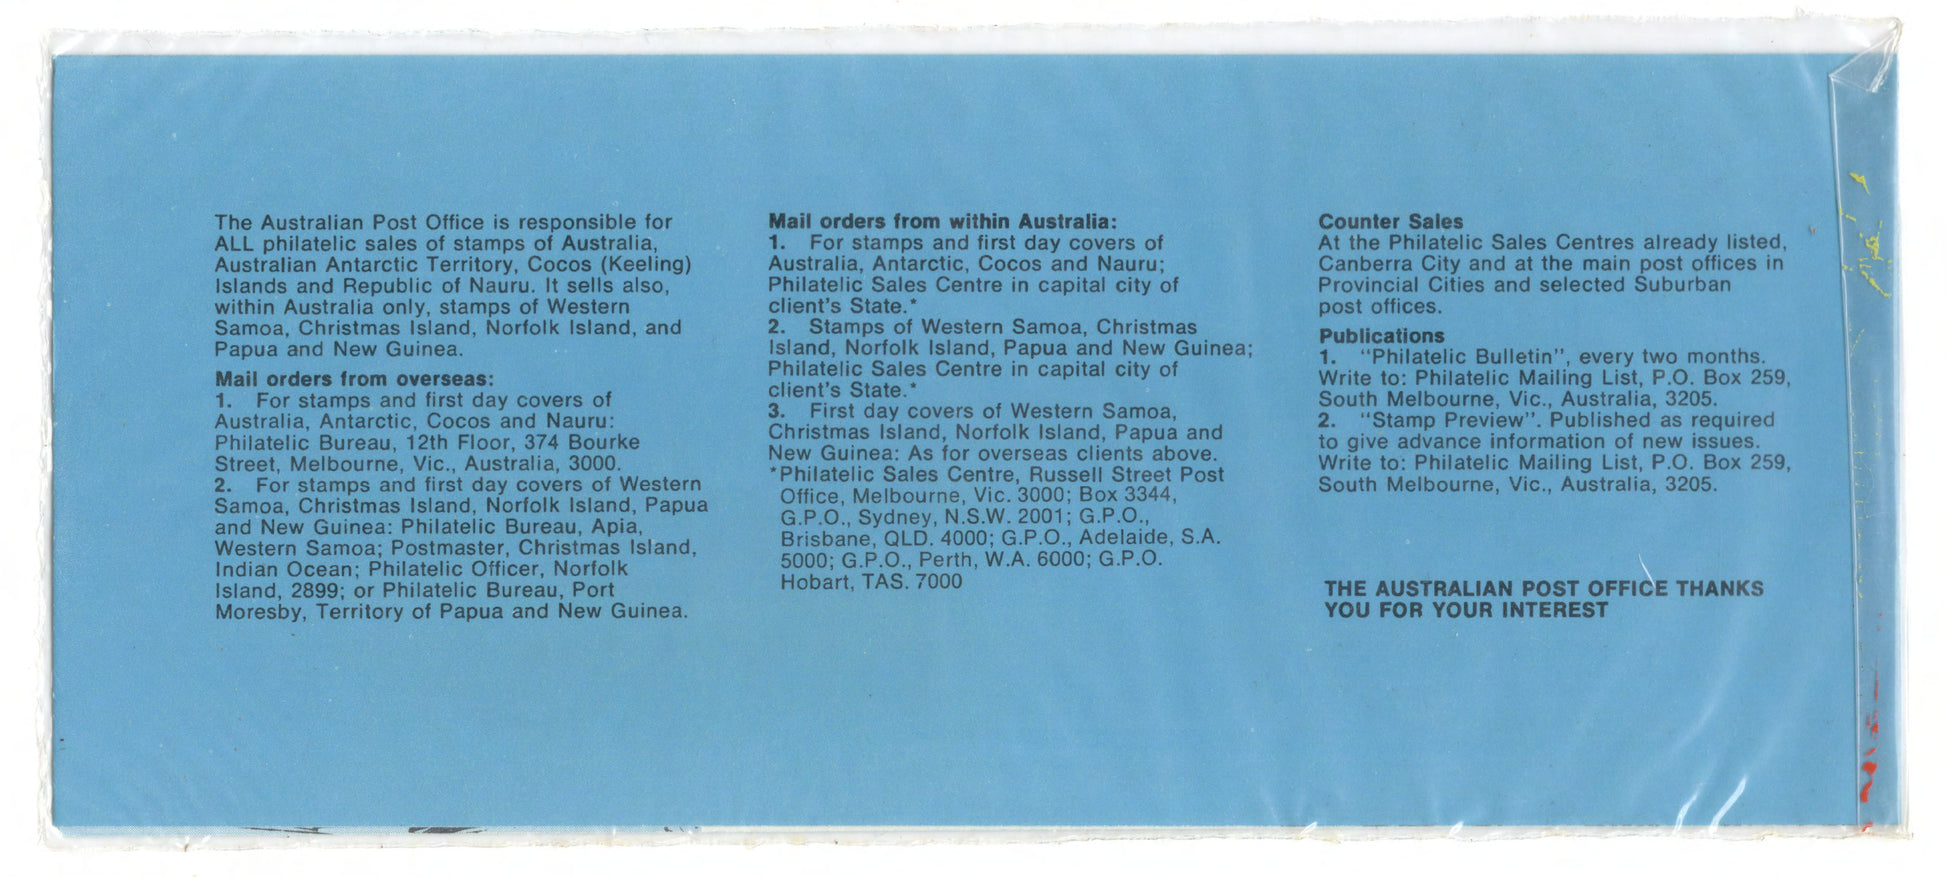 The Australian Post Office is responsible for
ALL philatelic sales of stamps of Australia,
Australian Antarctic Territory, Cocos (Keeling)
Islands and Republic of Nauru. It sells also,
within Australia only, stamps of Western
Samoa, Christmas Island, Norfolk Island, and
Papua and New Guinea.
Mail orders from overseas:
1. For stamps and first day covers of
Australia, Antarctic, Cocos and Nauru:
Philatelic Bureau, 12th Floor, 374 Bourke
Street, Melbourne, Vic., Australia, 3000.
2. For stamps and first day covers of Western
Samoa, Christmas Island, Norfolk Island, Papua
and New Guinea: Philatelic Bureau, Apia,
Western Samoa; Postmaster, Christmas Island,
Indian Ocean; Philatelic Officer, Norfolk
Island, 2899; or Philatelic Bureau, Port
Moresby, Territory of Papua and New Guinea.
Mail orders from within Australia:
1. For stamps and first day covers of
Australia, Antarctic, Cocos and Nauru;
Philatelic Sales Centre in capital city of
client's State.*
2. Stamps of Western Samoa, Christmas
Island, Norfolk Island, Papua and New Guinea;
Philatelic Sales Centre in capital city of
client's State.*
3. First day covers of Western Samoa,
Christmas Island, Norfolk Island, Papua and
New Guinea: As for overseas clients above.
*Philatelic Sales Centre, Russell Street Post
Office, Melbourne, Vic. 3000; Box 3344,
G.P.O., Sydney, N.S.W. 2001; G.P.O.,
Brisbane, QLD. 4000; G.P.O., Adelaide, S.A.
5000; G.P.O., Perth, W.A. 6000; G.P.O.
Hobart, TAS. 7000
Counter Sales
At the Philatelic Sales Centres already listed,
Canberra City and at the main post offices in
Provincial Cities and selected Suburban
post offices.
Publications
1. "Philatelic Bulletin", every two months.
Write to: Philatelic Mailing List, P.O. Box 259,
South Melbourne, Vic., Australia, 3205.
2. "Stamp Preview". Published as required
to give advance information of new issues.
Write to: Philatelic Mailing List, P.O. Box 259,
South Melbourne, Vic., Australia, 3205.
THE AUSTRALIAN POST OFFICE THANKS
YOU FOR YOUR INTEREST